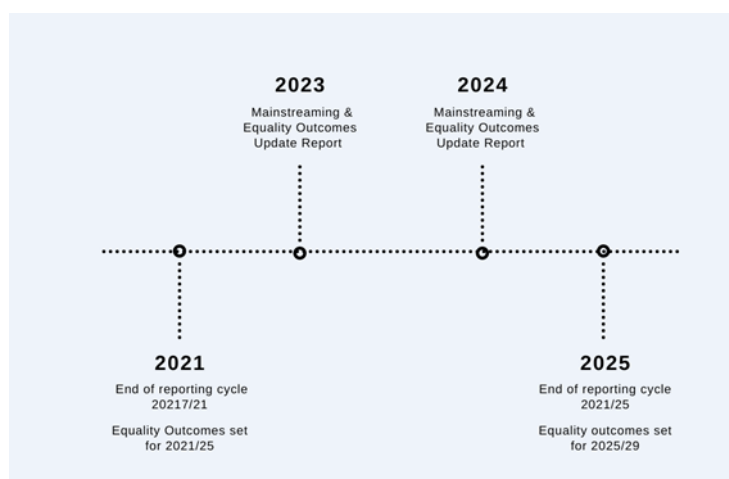 2023
Mainstreaming &
Equality Outcomes
Update Report
2024
Mainstreaming &
Equality Outcomes
Update Report
2021
End of reporting cycle
20217/21
Equality Outcomes set
for 2021/25
2025
End of reporting cycle
2021/25
Equality outcomes set
for 2025/29